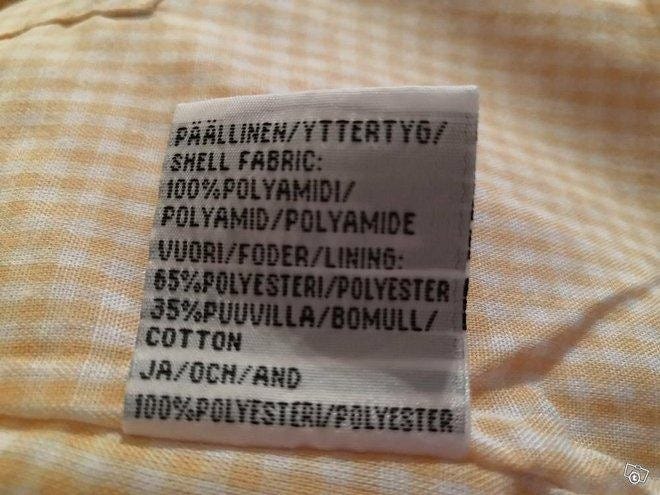 PÄÄLLINEN/YTTERTYG/
SHELL FABRIC:
100%POLYAMIDI/
POLYAMID/POLYAMIDE
VUORI/FODER/LINING:
65%POLYESTERI/POLYESTER
35%PUUVILLA/BOMULL/
COTTON
JA/OCH/AND
100%POLYESTERI/POLYESTER